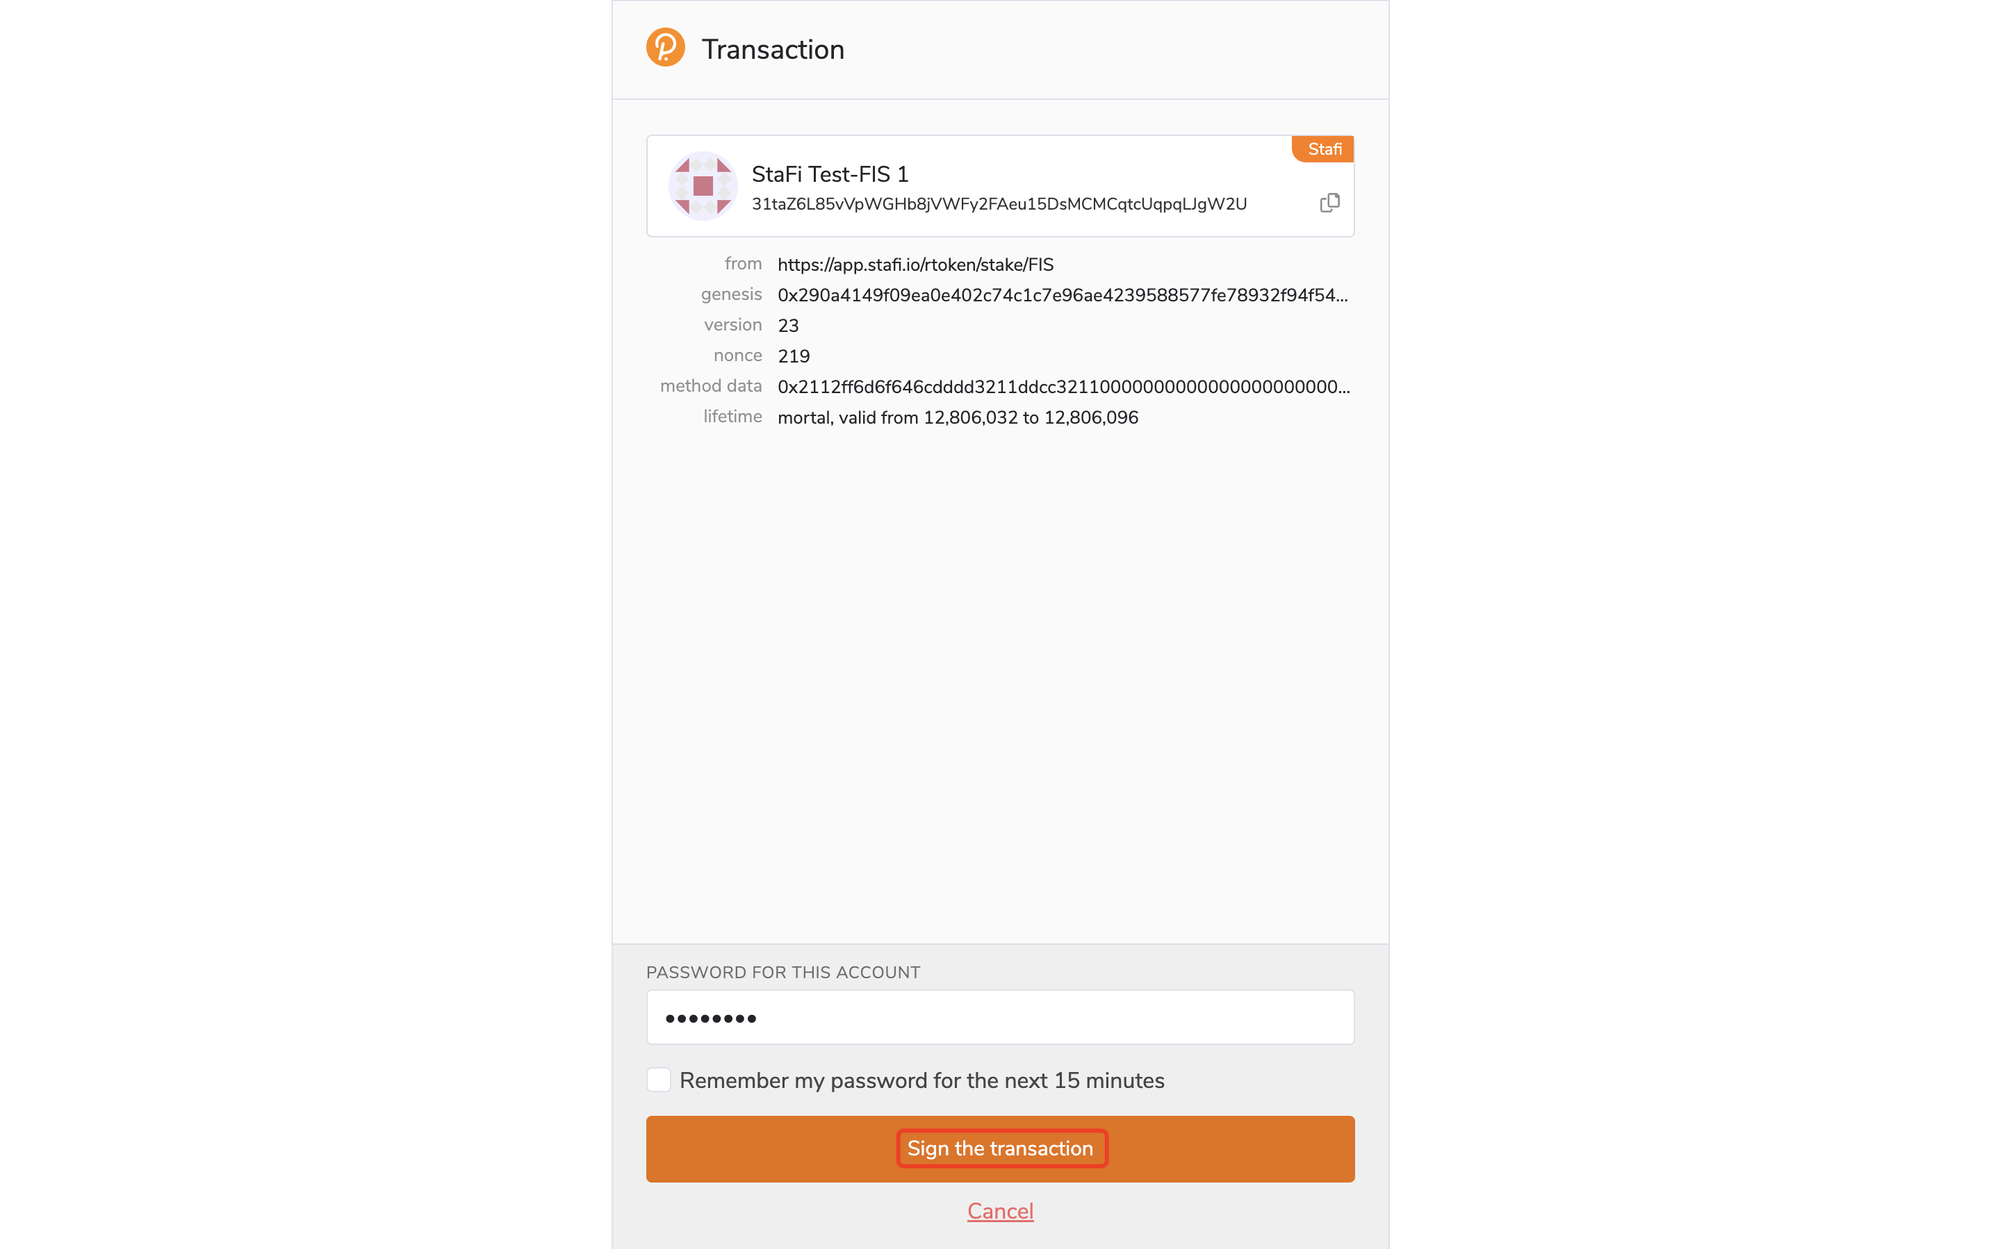 Transaction
Stafi
StaFi Test-FIS 1
31taZ6L85vVpWGHb8jVWFy2FAeu15DsMCMCqtcUqpqLJgW2U
from https://app.stafi.io/rtoken/stake/FIS
genesis 0x290a4149f09ea0e402c74c1c7e96ae4239588577fe78932f94f54...
version 23
nonce 219
method data 0x2112ff6d6f646cdddd3211ddcc32110000000000000000000000...
lifetime mortal, valid from 12,806,032 to 12,806,096
PASSWORD FOR THIS ACCOUNT
••••••••
Remember my password for the next 15 minutes
Sign the transaction
Cancel